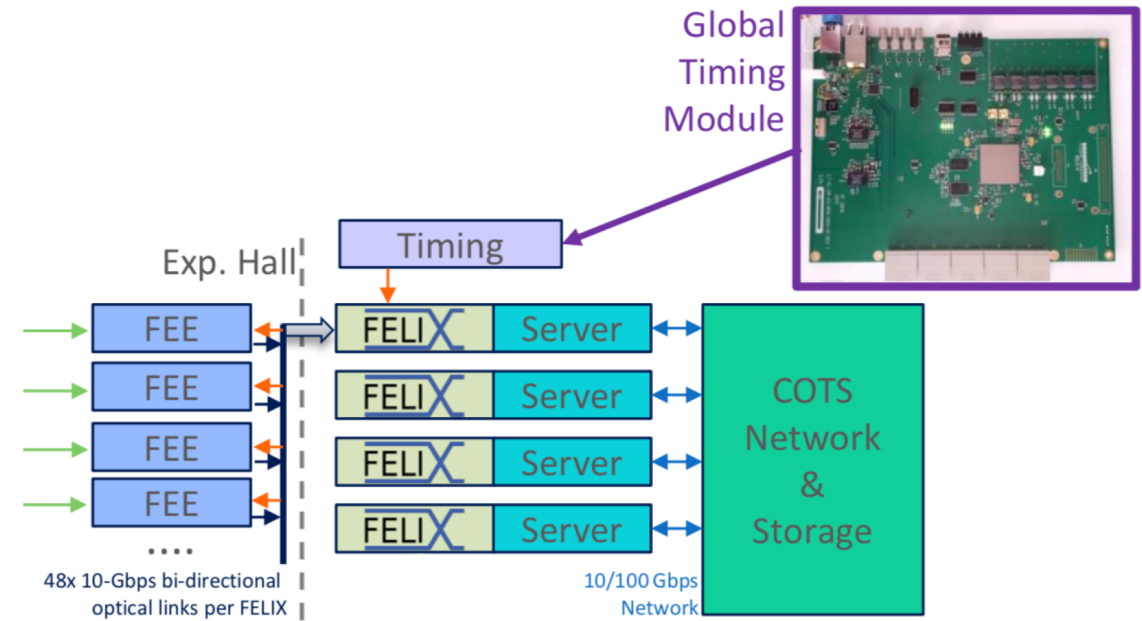 Global
Timing
Module
Timing
Exp. Hall
FEE
FELIX
Server
FEE
FELIX
Server
FEE
FELIX
Server
FEE
FELIX
Server
....
COTS
Network
&
Storage
48x 10-Gbps bi-directional
optical links per FELIX
10/100 Gbps
Network